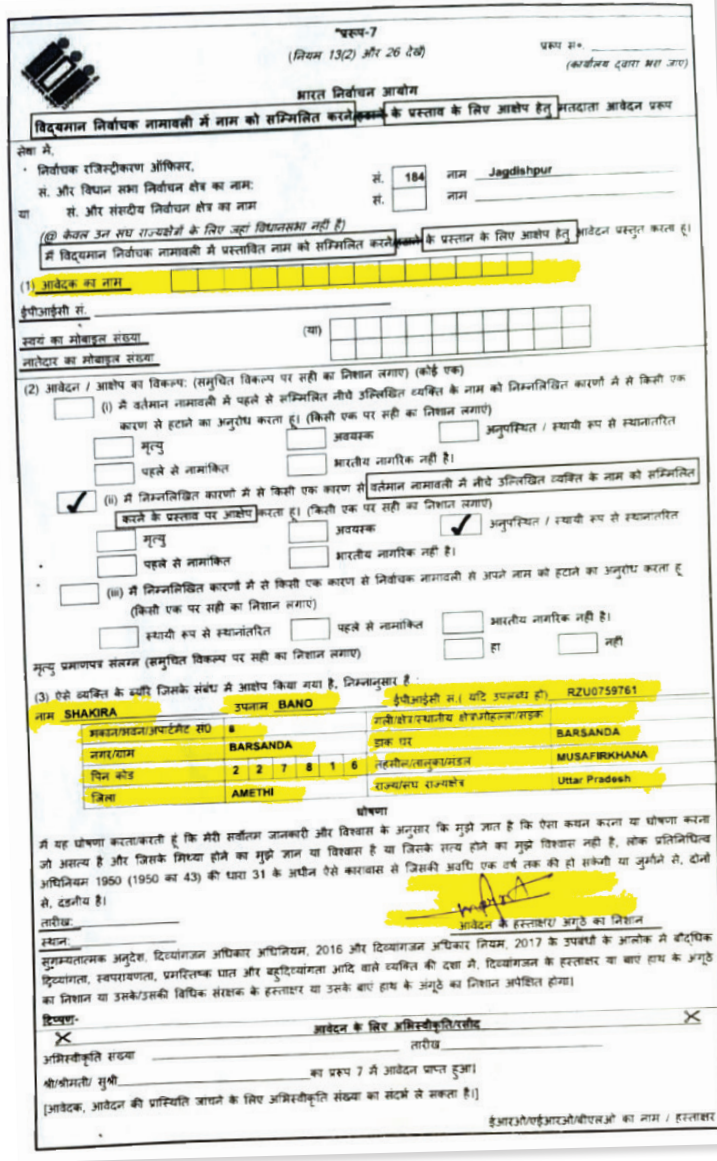 "प्ररूप-7
(नियम 13(2) और 26 देखें)
प्ररूप सं०.
(कार्यालय द्वारा भरा जाए)
भारत निर्वाचन आयोग
विद्यमान निर्वाचक नामावली में नाम को सम्मिलित करने हटाने के प्रस्ताव के लिए आक्षेप हेतु मतदाता आवेदन प्ररूप
सेवा में,
निर्वाचक रजिस्ट्रीकरण ऑफिसर,
सं. और विधान सभा निर्वाचन क्षेत्र का नाम: सं. 184 नाम Jagdishpur
या सं. और संसदीय निर्वाचन क्षेत्र का नाम सं. नाम
(@ केवल उन संघ राज्यक्षेत्रों के लिए जहां विधानसभा नहीं है)
मैं विद्यमान निर्वाचक नामावली में प्रस्तावित नाम को सम्मिलित करने हटाने के प्रस्तान के लिए आक्षेप हेतु आवेदन प्रस्तुत करता हूं।
(1) आवेदक का नाम
ईपीआईसी सं.
स्वयं का मोबाइल संख्या (या)
नातेदार का मोबाइल संख्या
(2) आवेदन / आक्षेप का विकल्प: (समुचित विकल्प पर सही का निशान लगाए) (कोई एक)
(i) मैं वर्तमान नामावली में पहले से सम्मिलित नीचे उल्लिखित व्यक्ति के नाम को निम्नलिखित कारणों में से किसी एक
कारण से हटाने का अनुरोध करता हूं। (किसी एक पर सही का निशान लगाएं)
मृत्यु अवयस्क अनुपस्थित / स्थायी रूप से स्थानातरित
पहले से नामांकित भारतीय नागरिक नहीं है।
(ii) मैं निम्नलिखित कारणों में से किसी एक कारण से वर्तमान नामावली में नीचे उल्लिखित व्यक्ति के नाम को सम्मिलित
करने के प्रस्ताव पर आक्षेप करता हूं। (किसी एक पर सही का निशान लगाएं)
मृत्यु अवयस्क अनुपस्थित / स्थायी रूप से स्थानातरित
पहले से नामांकित भारतीय नागरिक नहीं है।
(iii) मैं निम्नलिखित कारणों में से किसी एक कारण से निर्वाचक नामावली से अपने नाम को हटाने का अनुरोध करता हूं
(किसी एक पर सही का निशान लगाएं)
स्थायी रूप से स्थानांतरित पहले से नामांकित भारतीय नागरिक नहीं है।
मृत्यु प्रमाणपत्र संलग्न (समुचित विकल्प पर सही का निशान लगाएं) हा नही
(3) ऐसे व्यक्ति के ब्यौरे जिसके संबंध में आक्षेप किया गया है, निम्नानुसार है :
नाम SHAKIRA उपनाम BANO ईपीआईसी स.( यदि उपलब्ध हो) RZU0759761
मकान/भवन/अपार्टमेंट सं0 गली/क्षेत्र/स्थानीय क्षेत्र/मोहल्ला/सड़क
नगर/ग्राम BARSANDA डाक घर BARSANDA
पिन कोड 2 2 7 8 1 6 तहसील/तालुका/मंडल MUSAFIRKHANA
जिला AMETHI राज्य/संघ राज्यक्षेत्र Uttar Pradesh
घोषणा
मैं यह घोषणा करता/करती हूं कि मेरी सर्वोतम जानकारी और विश्वास के अनुसार कि मुझे ज्ञात है कि ऐसा कथन करना या घोषणा करना
जो असत्य है और जिसके मिथ्या होने का मुझे ज्ञान या विश्वास है या जिसके सत्य होने का मुझे विश्वास नही है, लोक प्रतिनिधित्व
अधिनियम 1950 (1950 का 43) की धारा 31 के अधीन ऐसे कारावास से जिसकी अवधि एक वर्ष तक की हो सकेगी या जुर्माने से, दोनों
से, दंडनीय है।
तारीख:
आवेदन के हस्ताक्षर/ अंगूठे का निशान
स्थान:
सुगम्यतात्मक अनुदेश, दिव्यांगजन अधिकार अधिनियम, 2016 और दिव्यांगजन अधिकार नियम, 2017 के उपबंधों के आलोक में बौद्धिक
दिव्यांगता, स्वपरायणता, प्रमस्तिष्क घात और बहुदिव्यांगता आदि वाले व्यक्ति की दशा में, दिव्यांगजन के हस्ताक्षर या बाएं हाथ के अंगूठे
का निशान या उसके/उसकी विधिक संरक्षक के हस्ताक्षर या उसके बाएं हाथ के अंगूठे का निशान अपेक्षित होगा।
टिप्पण:-
आवेदन के लिए अभिस्वीकृति/रसीद
अभिस्वीकृति संख्या तारीख
श्री/श्रीमती/ सुश्री का प्ररूप 7 में आवेदन प्राप्त हुआ।
[आवेदक, आवेदन की प्रास्थिति जांचने के लिए अभिस्वीकृति संख्या का संदर्भ ले सकता है।]
ईआरओ/एईआरओ/बीएलओ का नाम / हस्ताक्षर